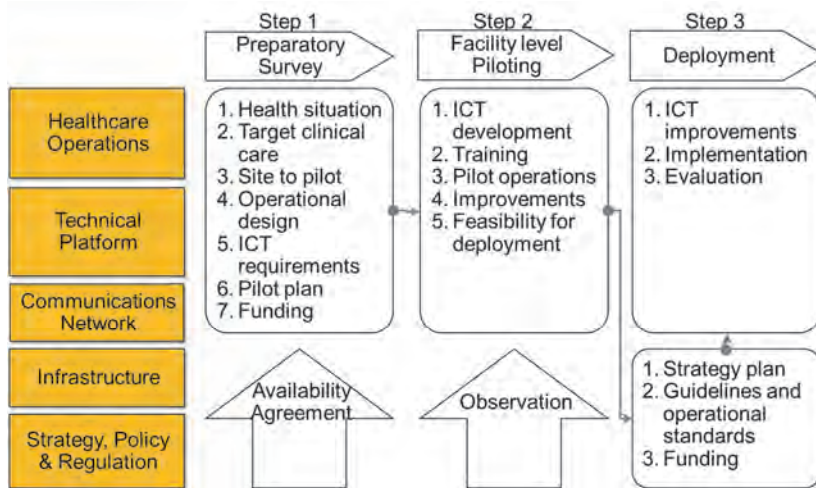 Step 1
Preparatory
Survey
Step 2
Facility level
Piloting
Step 3
Deployment
Healthcare
Operations
Technical
Platform
Communications
Network
Infrastructure
Strategy, Policy
& Regulation
1. Health situation
2. Target clinical
care
3. Site to pilot
4. Operational
design
5. ICT
requirements
6. Pilot plan
7. Funding
Availability
Agreement
1. ICT
development
2. Training
3. Pilot operations
4. Improvements
5. Feasibility for
deployment
Observation
1. ICT
improvements
2. Implementation
3. Evaluation
1. Strategy plan
2. Guidelines and
operational
standards
3. Funding